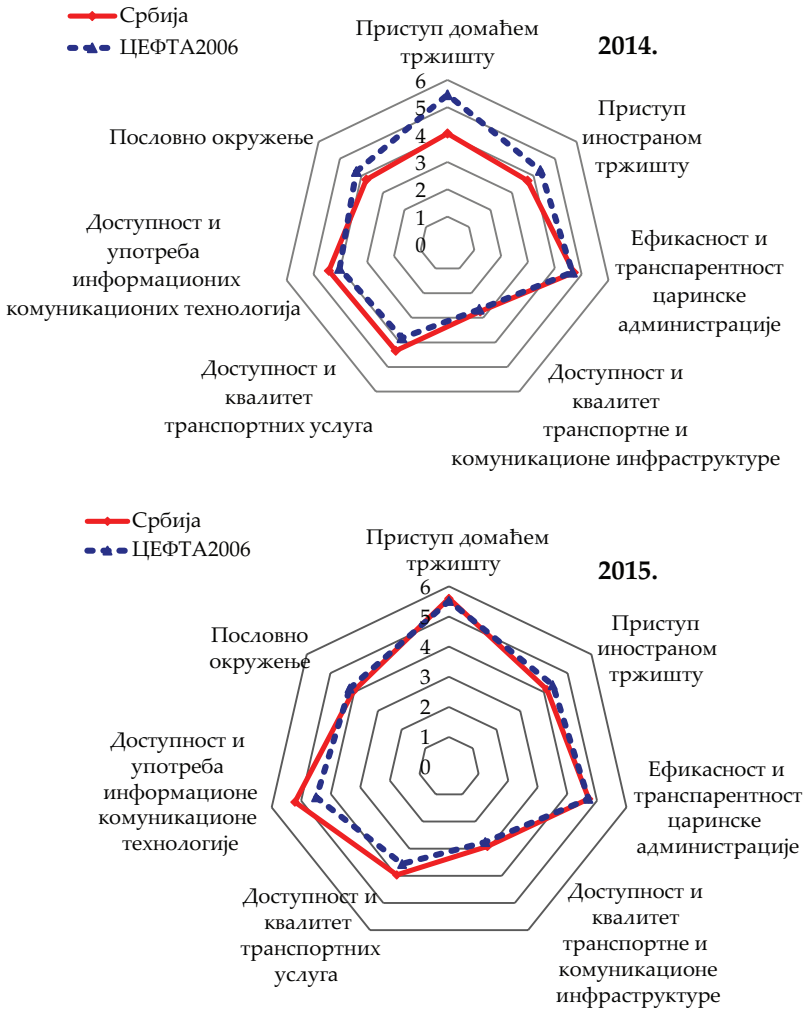 Србија
ЦЕФТА2006
2014.
Приступ домаћем
тржишту
Приступ
иностраном
тржишту
Ефикасност и
транспарентност
царинске
администрације
Доступност и
квалитет
транспортне и
комуникационе инфраструктуре
Доступност и
квалитет
транспортних услуга
Доступност и
употреба
информационих
комуникационих технологија
Пословно окружење
6
5
4
3
2
1
0
Србија
ЦЕФТА2006
2015.
Приступ домаћем
тржишту
Приступ
иностраном
тржишту
Ефикасност и
транспарентност
царинске
администрације
Доступност и
квалитет
транспортне и
комуникационе
инфраструктуре
Доступност и
квалитет
транспортних
услуга
Доступност и
употреба
информационе
комуникационе
технологије
Пословно
окружење
6
5
4
3
2
1
0